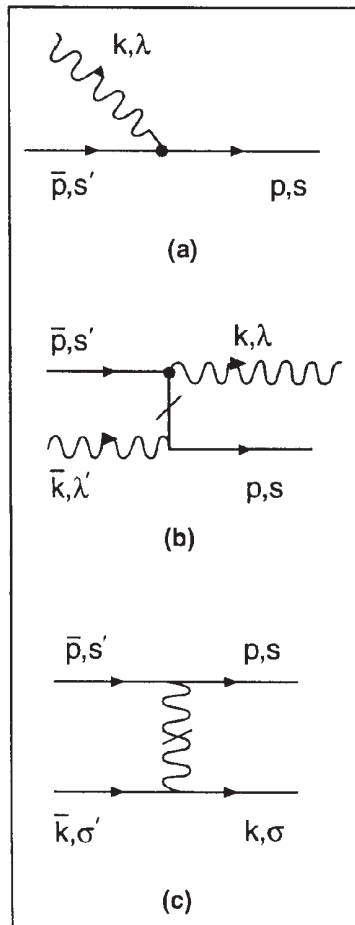 k,λ
p̄,s′ p,s
(a)
p̄,s′ k,λ
k̄,λ′ p,s
(b)
p̄,s′ p,s
k̄,σ′ k,σ
(c)